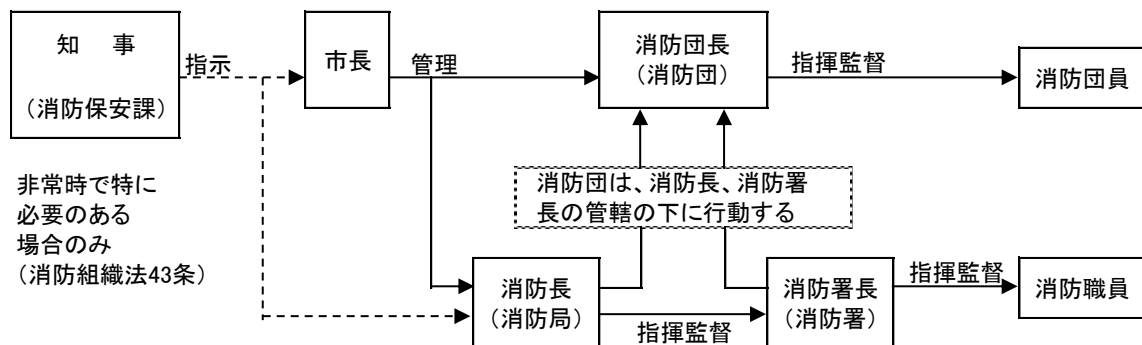 知　事
（消防保安課）
指示
市長
管理
消防団長
（消防団）
指揮監督
消防団員
非常時で特に
必要のある
場合のみ
（消防組織法43条）
消防団は、消防長、消防署
長の管轄の下に行動する
消防長
（消防局）
指揮監督
消防署長
（消防署）
指揮監督
消防職員